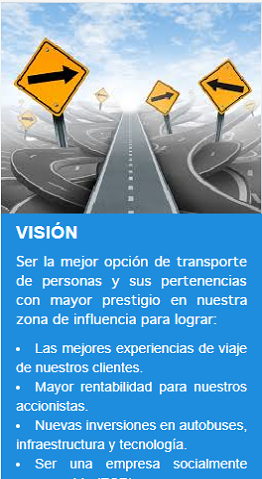 VISIÓN
Ser la mejor opción de transporte
de personas y sus pertenencias
con mayor prestigio en nuestra
zona de influencia para lograr:
• Las mejores experiencias de viaje
de nuestros clientes.
• Mayor rentabilidad para nuestros
accionistas.
• Nuevas inversiones en autobuses,
infraestructura y tecnología.
• Ser una empresa socialmente